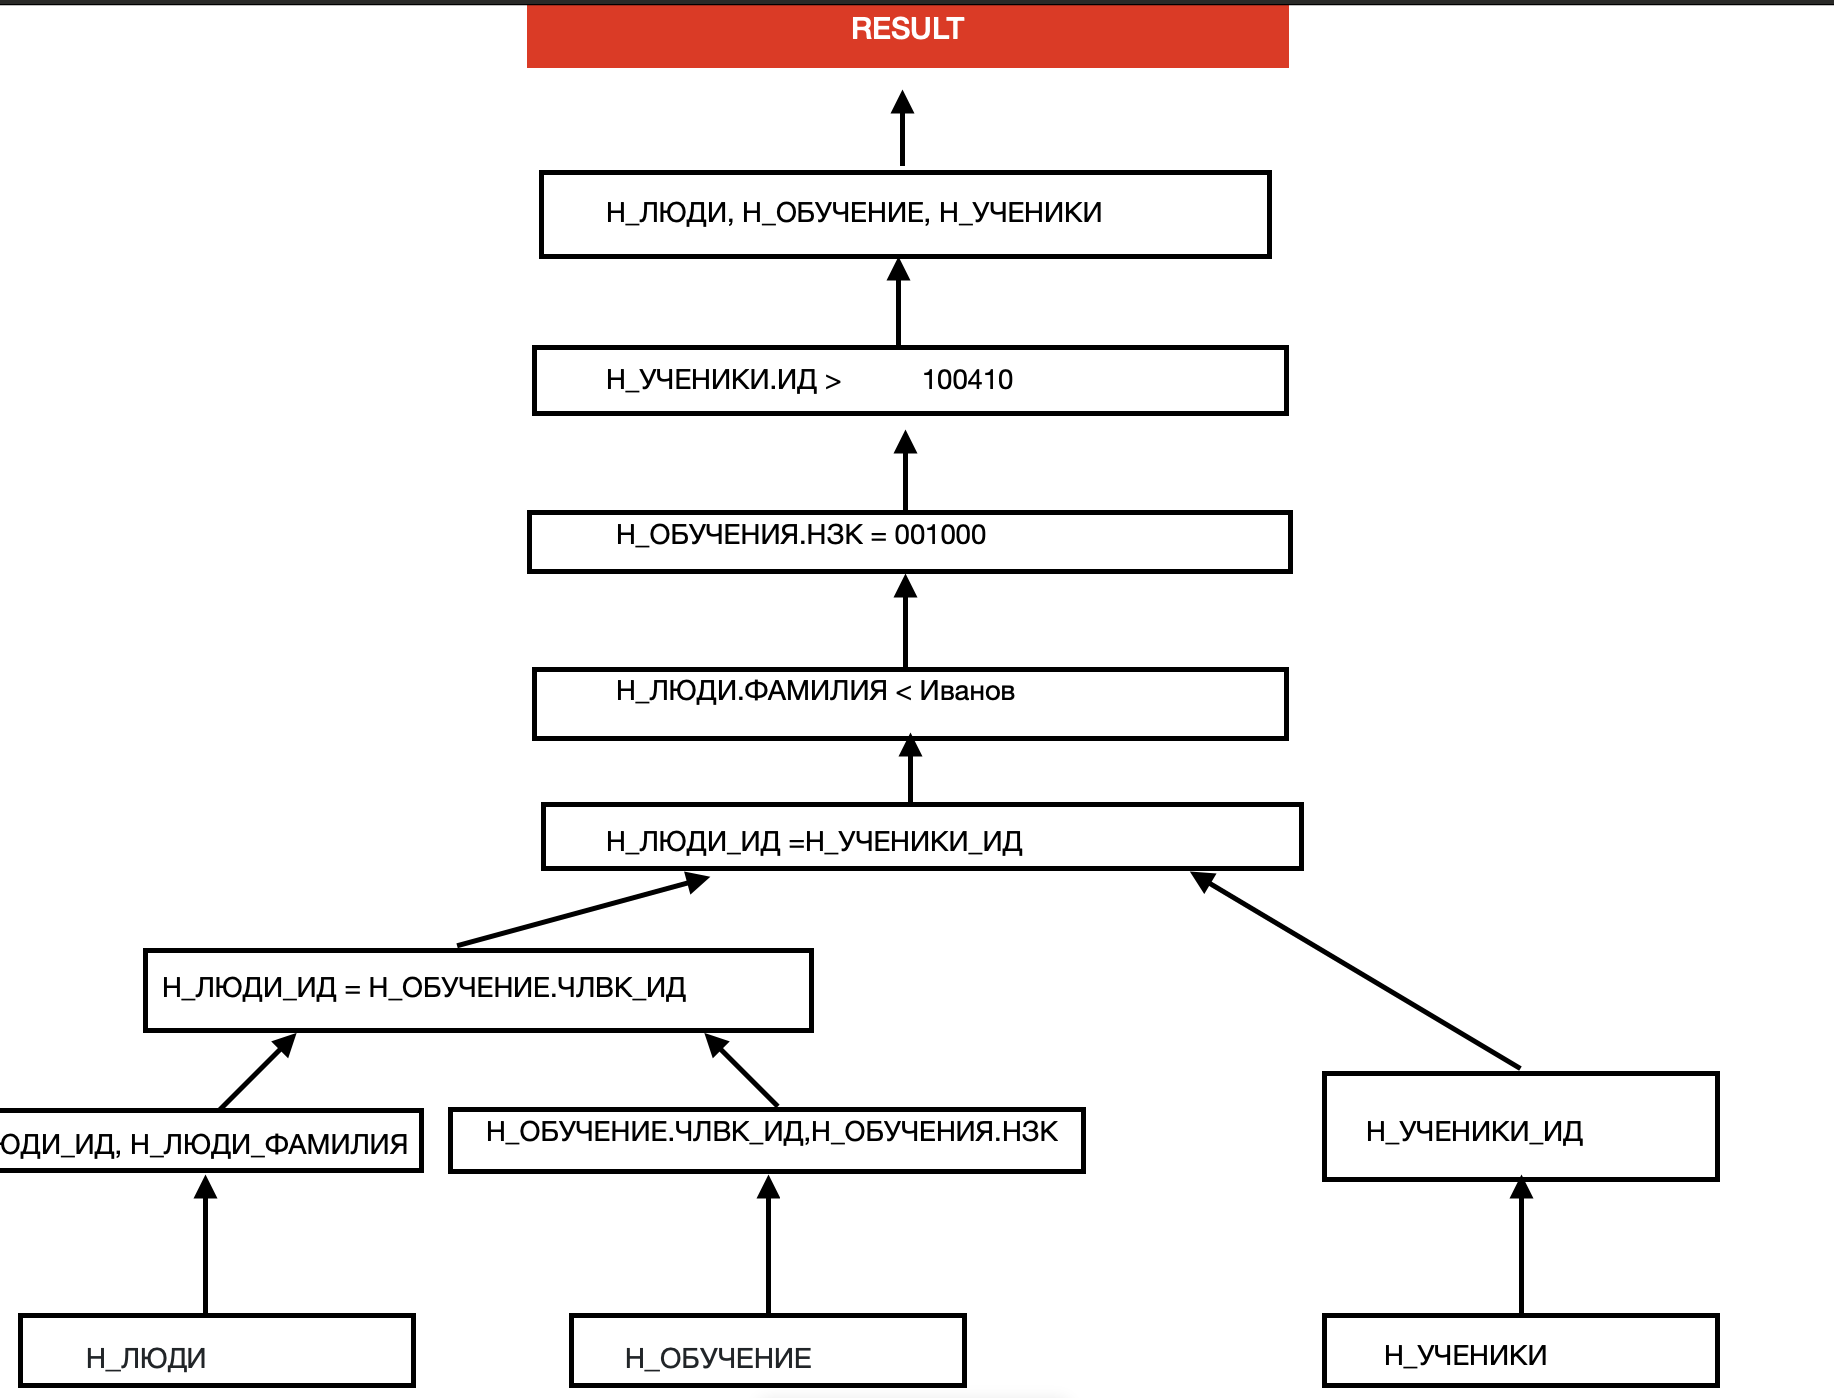 RESULT
Н_ЛЮДИ, Н_ОБУЧЕНИЕ, Н_УЧЕНИКИ
Н_УЧЕНИКИ.ИД > 100410
Н_ОБУЧЕНИЯ.НЗК = 001000
Н_ЛЮДИ.ФАМИЛИЯ < Иванов
Н_ЛЮДИ_ИД =Н_УЧЕНИКИ_ИД
Н_ЛЮДИ_ИД = Н_ОБУЧЕНИЕ.ЧЛВК_ИД
ЮДИ_ИД, Н_ЛЮДИ_ФАМИЛИЯ
Н_ОБУЧЕНИЕ.ЧЛВК_ИД,Н_ОБУЧЕНИЯ.НЗК
Н_УЧЕНИКИ_ИД
Н_ЛЮДИ
Н_ОБУЧЕНИЕ
Н_УЧЕНИКИ